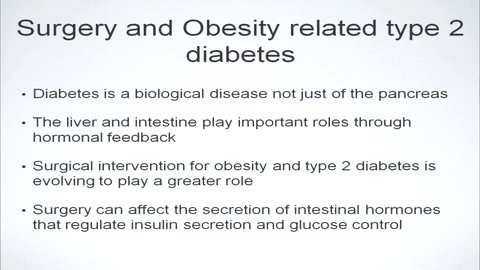 Surgery and Obesity related type 2
diabetes
• Diabetes is a biological disease not just of the pancreas
• The liver and intestine play important roles through
hormonal feedback
• Surgical intervention for obesity and type 2 diabetes is
evolving to play a greater role
• Surgery can affect the secretion of intestinal hormones
that regulate insulin secretion and glucose control